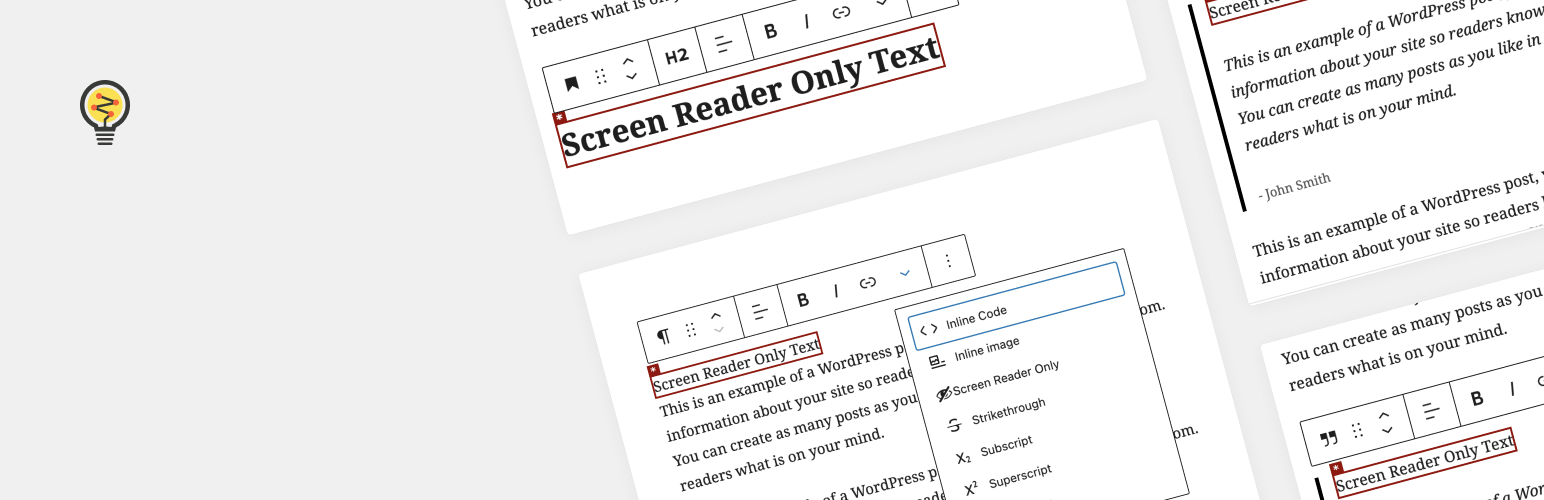 You
readers what is only
H2
B I
Screen Reader Only Text
B I
Screen Reader Only Text
This is an example of a WordPress p
information about your site so reade
You can create as many posts as you
readers what is on your mind.
of a WordPress p
om.
om.
Inline Code
Inline image
Screen Reader Only
Strikethrough
X₂ Subscript
X² Superscript
Screen Re
This is an example of a WordPress post
information about your site so readers know
You can create as many posts as you like in
readers what is on your mind.
- John Smith
This is an example of a WordPress post,
information about your site so readers
You can create as many posts as you
readers what is on your mind.
B I
Screen Reader Only Text